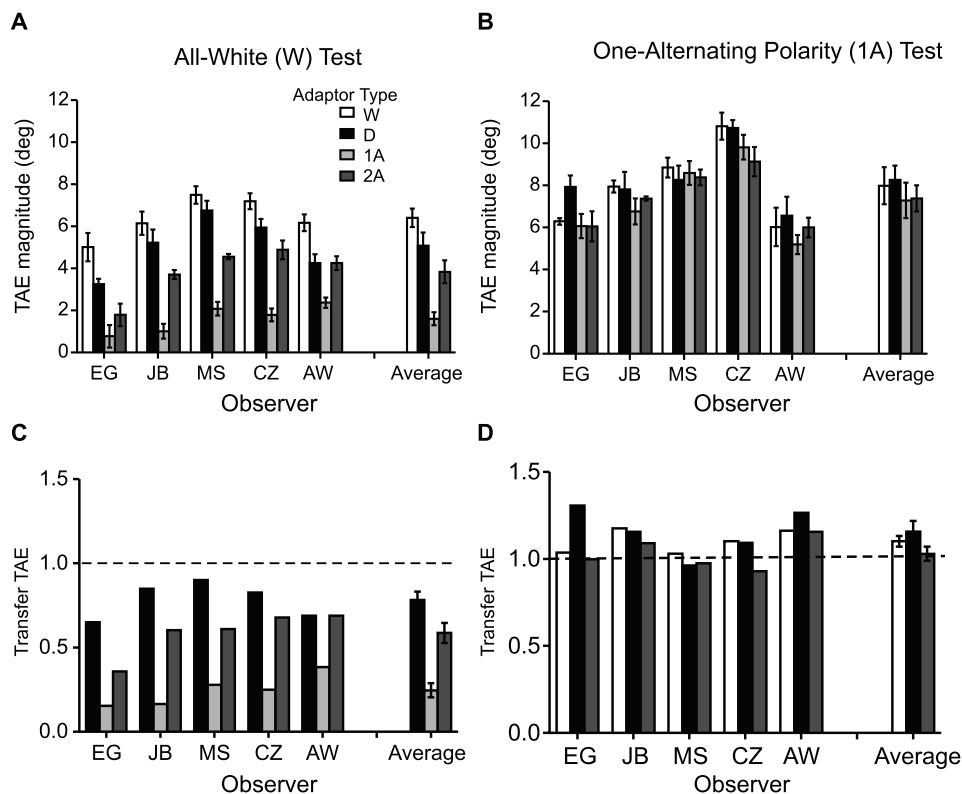 A
All-White (W) Test
Adaptor Type
W
D
1A
2A
TAE magnitude (deg)
12
10
8
6
4
2
0
EG JB MS CZ AW Average
Observer
B
One-Alternating Polarity (1A) Test
TAE magnitude (deg)
12
10
8
6
4
2
0
EG JB MS CZ AW Average
Observer
C
Transfer TAE
1.5
1.0
0.5
0.0
EG JB MS CZ AW Average
Observer
D
Transfer TAE
1.5
1.0
0.5
0.0
EG JB MS CZ AW Average
Observer